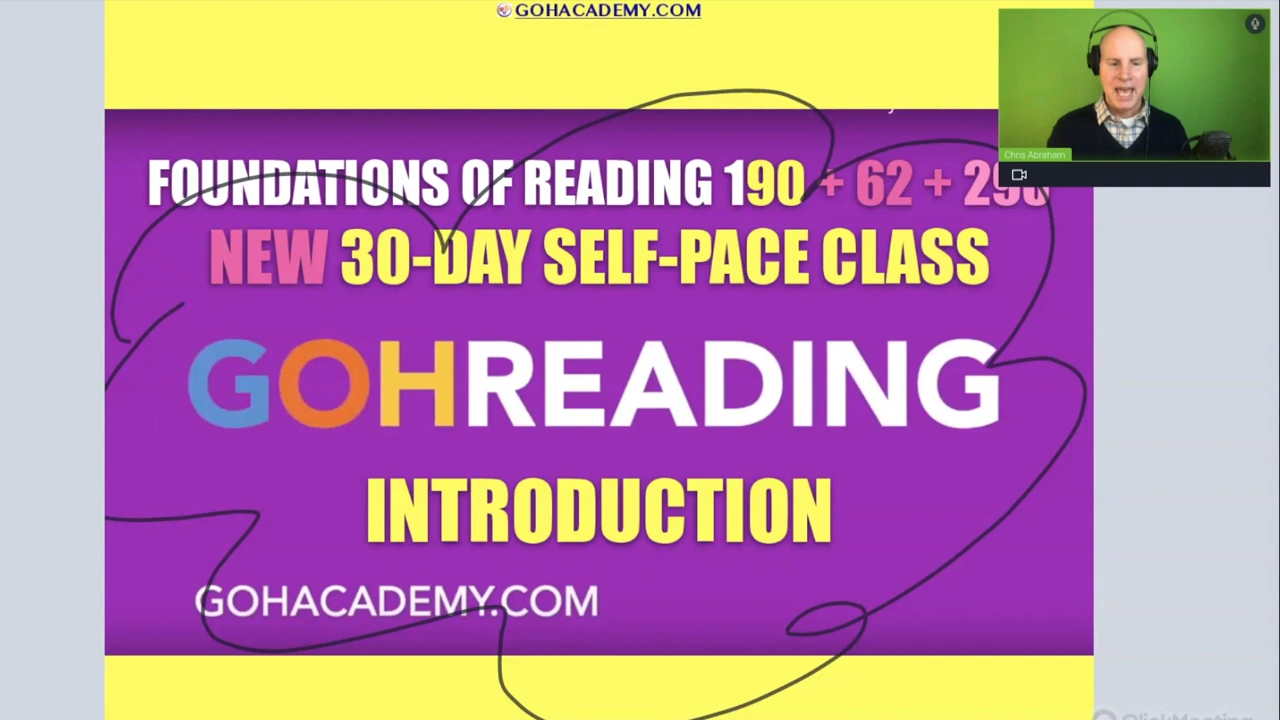 GOHACADEMY.COM
Chris Abraham
FOUNDATIONS OF READING 190 + 62 + 290
NEW 30-DAY SELF-PACE CLASS
GOHREADING
INTRODUCTION
GOHACADEMY.COM
ClickMeeting